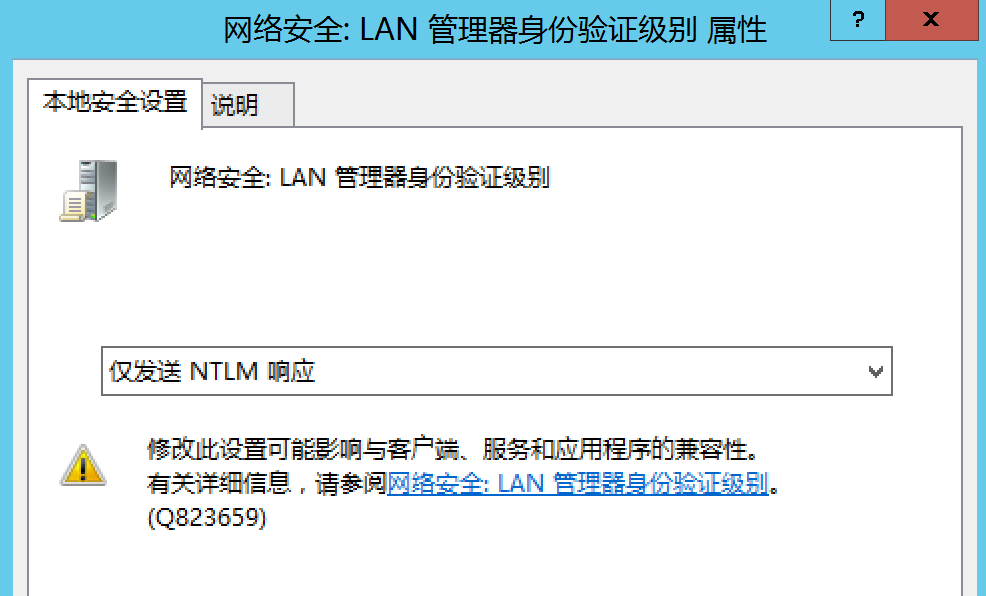 网络安全: LAN 管理器身份验证级别 属性
?
x
本地安全设置
说明
网络安全: LAN 管理器身份验证级别
仅发送 NTLM 响应
修改此设置可能影响与客户端、服务和应用程序的兼容性。
有关详细信息，请参阅网络安全: LAN 管理器身份验证级别。
(Q823659)